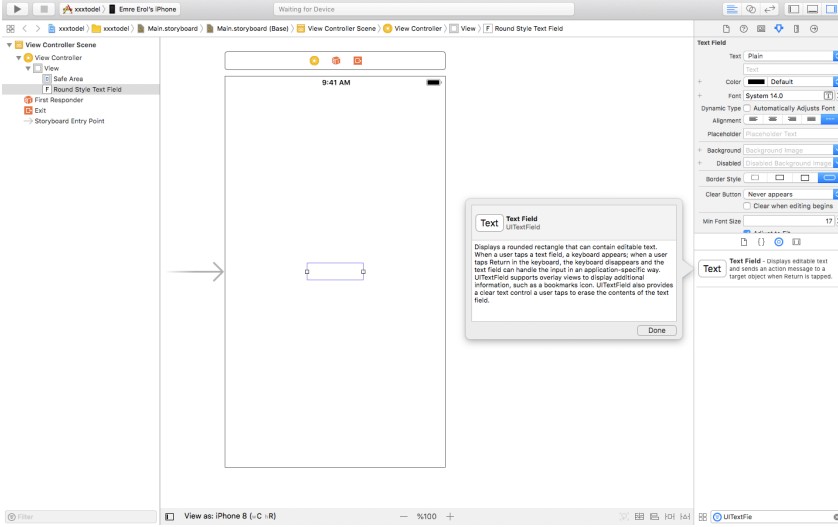 xxxtodel 〉 Emre Erol's iPhone
Waiting for Device
xxxtodel 〉 xxxtodel 〉 Main.storyboard 〉 Main.storyboard (Base) 〉 View Controller Scene 〉 View Controller 〉 View 〉 F Round Style Text Field
View Controller Scene
View Controller
View
Safe Area
F Round Style Text Field
First Responder
Exit
Storyboard Entry Point
9:41 AM
Text
Text Field
UITextField
Displays a rounded rectangle that can contain editable text.
When a user taps a text field, a keyboard appears; when a user
taps Return in the keyboard, the keyboard disappears and the
text field can handle the input in an application-specific way.
UITextField supports overlay views to display additional
information, such as a bookmarks icon. UITextField also provides
a clear text control a user taps to erase the contents of the text
field.
Done
Text Field
Text Plain
Text
+ Color Default
+ Font System 14.0
Dynamic Type Automatically Adjusts Font
Alignment
Placeholder Placeholder Text
+ Background Background Image
+ Disabled Disabled Background Image
Border Style
Clear Button Never appears
Clear when editing begins
Min Font Size 17
Adjust to Fit
Text
Text Field - Displays editable text
and sends an action message to a
target object when Return is tapped.
Filter
View as: iPhone 8 (wC hR)
— %100 +
UITextFie